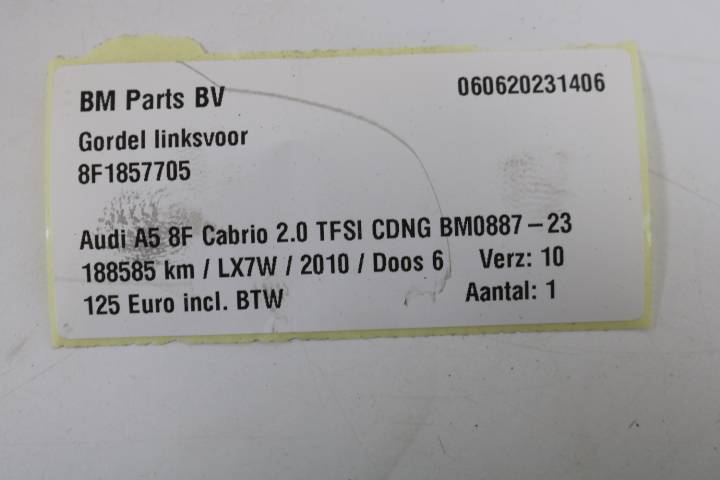 BM Parts BV 060620231406
Gordel linksvoor
8F1857705
Audi A5 8F Cabrio 2.0 TFSI CDNG BM0887-23
188585 km / LX7W / 2010 / Doos 6 Verz: 10
125 Euro incl. BTW Aantal: 1